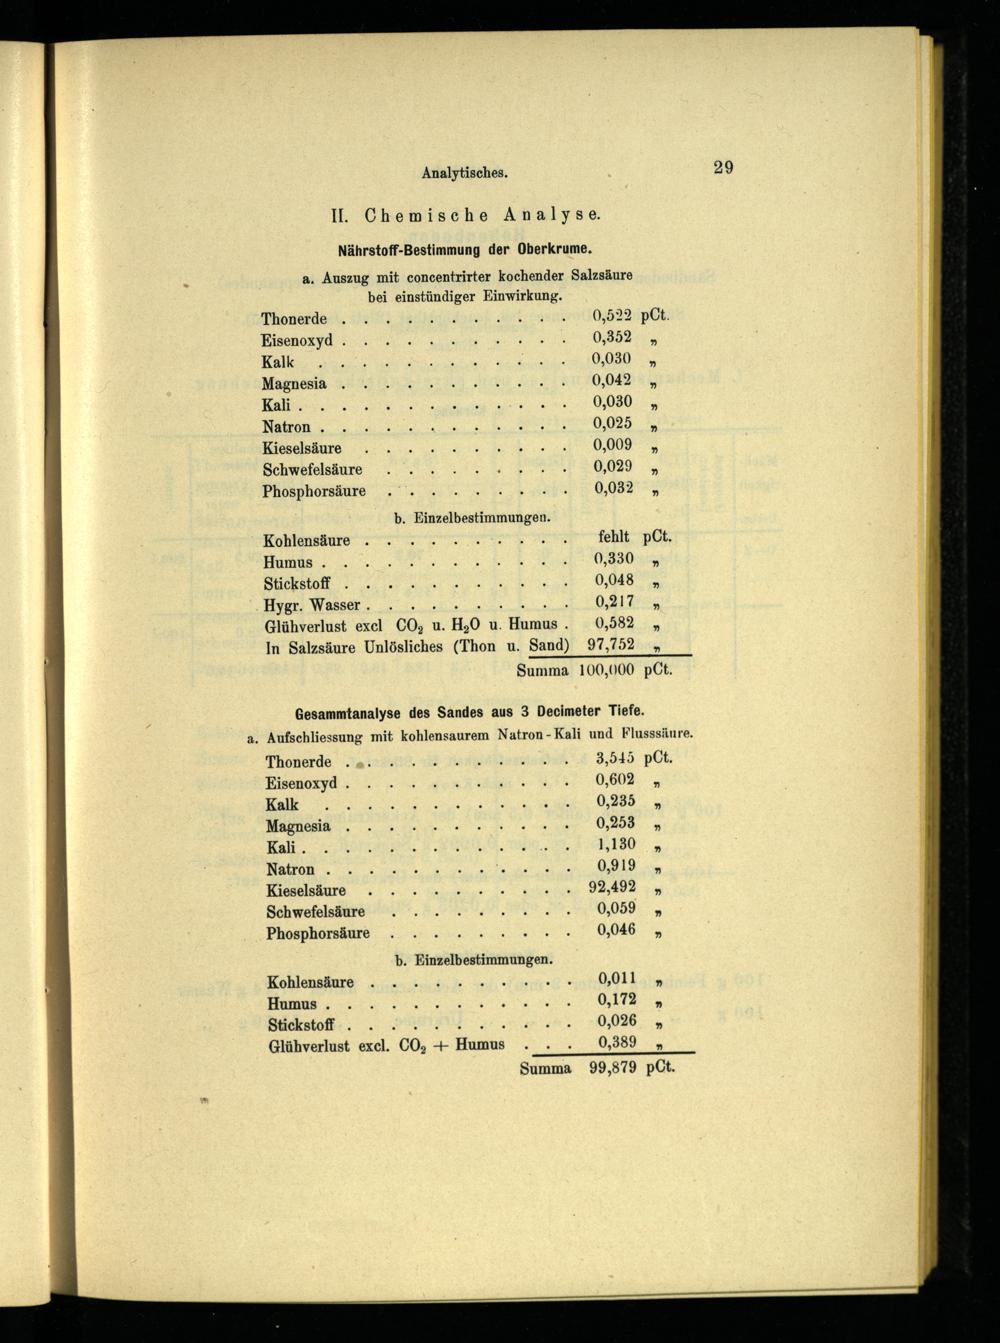 Analytisches. 29
II. Chemische Analyse.
Nährstoff-Bestimmung der Oberkrume.
a. Auszug mit concentrirter kochender Salzsäure
bei einstündiger Einwirkung.
Thonerde . . . . . . . . . . . 0,522 pCt.
Eisenoxyd . . . . . . . . . . . 0,352 „
Kalk . . . . . . . . . . . . 0,030 „
Magnesia . . . . . . . . . . . 0,042 „
Kali . . . . . . . . . . . . . 0,030 „
Natron . . . . . . . . . . . . 0,025 „
Kieselsäure . . . . . . . . . . 0,009 „
Schwefelsäure . . . . . . . . . 0,029 „
Phosphorsäure . . . . . . . . . 0,032 „
b. Einzelbestimmungen.
Kohlensäure . . . . . . . . . . fehlt pCt.
Humus . . . . . . . . . . . . 0,330 „
Stickstoff . . . . . . . . . . . 0,048 „
Hygr. Wasser . . . . . . . . . . 0,217 „
Glühverlust excl CO₂ u. H₂O u. Humus . 0,582 „
In Salzsäure Unlösliches (Thon u. Sand) 97,752 „
Summa 100,000 pCt.
Gesammtanalyse des Sandes aus 3 Decimeter Tiefe.
a. Aufschliessung mit kohlensaurem Natron-Kali und Flusssäure.
Thonerde . . . . . . . . . . . 3,545 pCt.
Eisenoxyd . . . . . . . . . . . 0,602 „
Kalk . . . . . . . . . . . . 0,235 „
Magnesia . . . . . . . . . . . 0,253 „
Kali . . . . . . . . . . . . . 1,130 „
Natron . . . . . . . . . . . . 0,919 „
Kieselsäure . . . . . . . . . . 92,492 „
Schwefelsäure . . . . . . . . . 0,059 „
Phosphorsäure . . . . . . . . . 0,046 „
b. Einzelbestimmungen.
Kohlensäure . . . . . . . . . . 0,011 „
Humus . . . . . . . . . . . . 0,172 „
Stickstoff . . . . . . . . . . . 0,026 „
Glühverlust excl. CO₂ + Humus . . . 0,389 „
Summa 99,879 pCt.